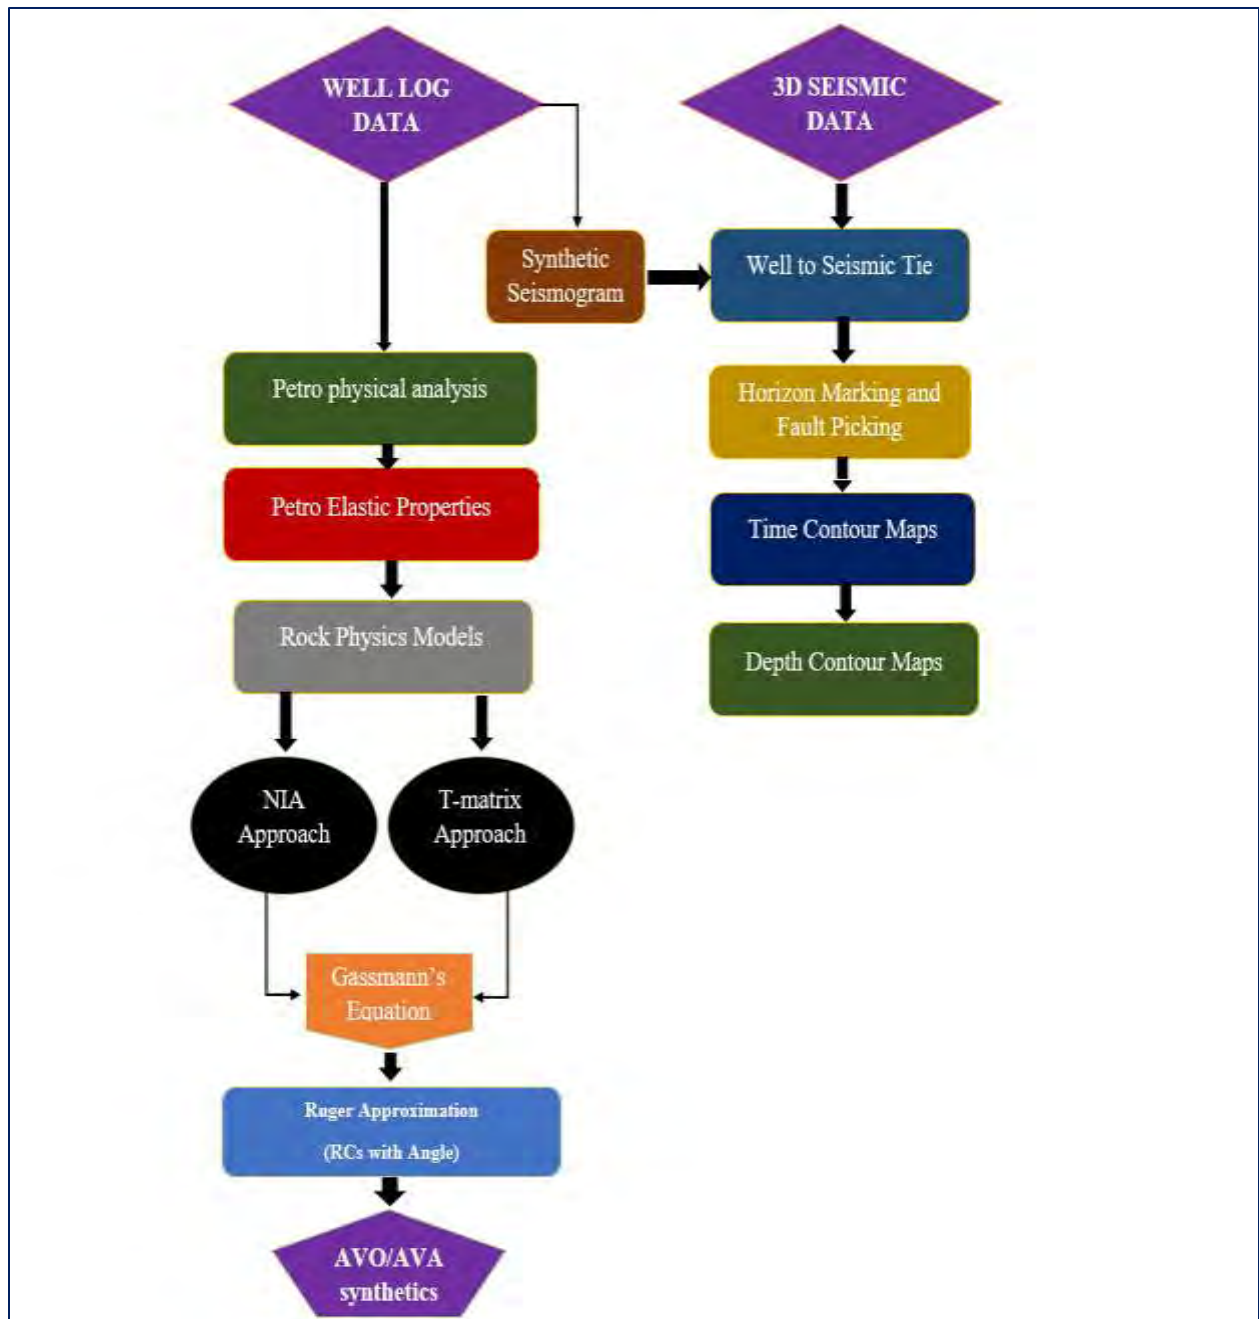 WELL LOG
DATA
3D SEISMIC
DATA
Synthetic
Seismogram
Well to Seismic Tie
Petro physical analysis
Horizon Marking and
Fault Picking
Petro Elastic Properties
Time Contour Maps
Rock Physics Models
Depth Contour Maps
NIA
Approach
T-matrix
Approach
Gassmann’s
Equation
Ruger Approximation
(RCs with Angle)
AVO/AVA
synthetics